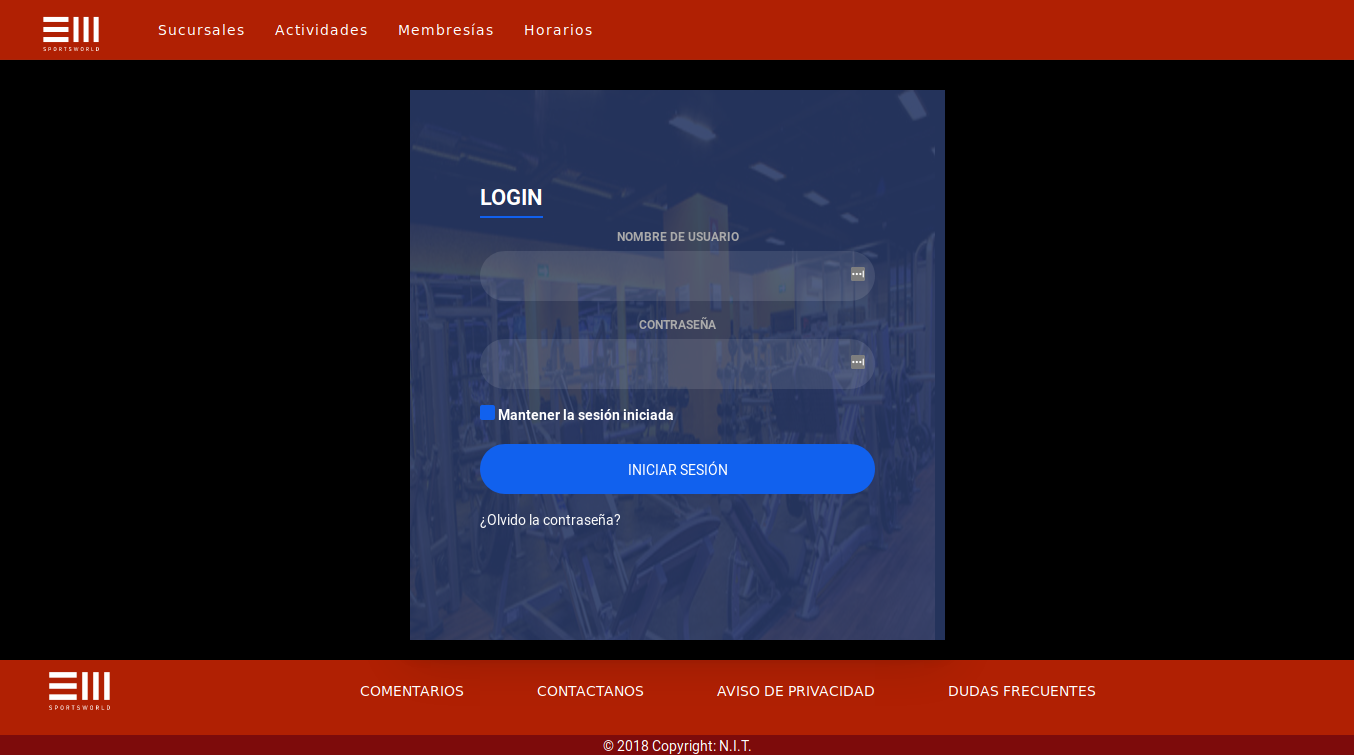 SPORTSWORLD
Sucursales Actividades Membresías Horarios
LOGIN
NOMBRE DE USUARIO
CONTRASEÑA
Mantener la sesión iniciada
INICIAR SESIÓN
¿Olvido la contraseña?
SPORTSWORLD
COMENTARIOS CONTACTANOS AVISO DE PRIVACIDAD DUDAS FRECUENTES
© 2018 Copyright: N.I.T.